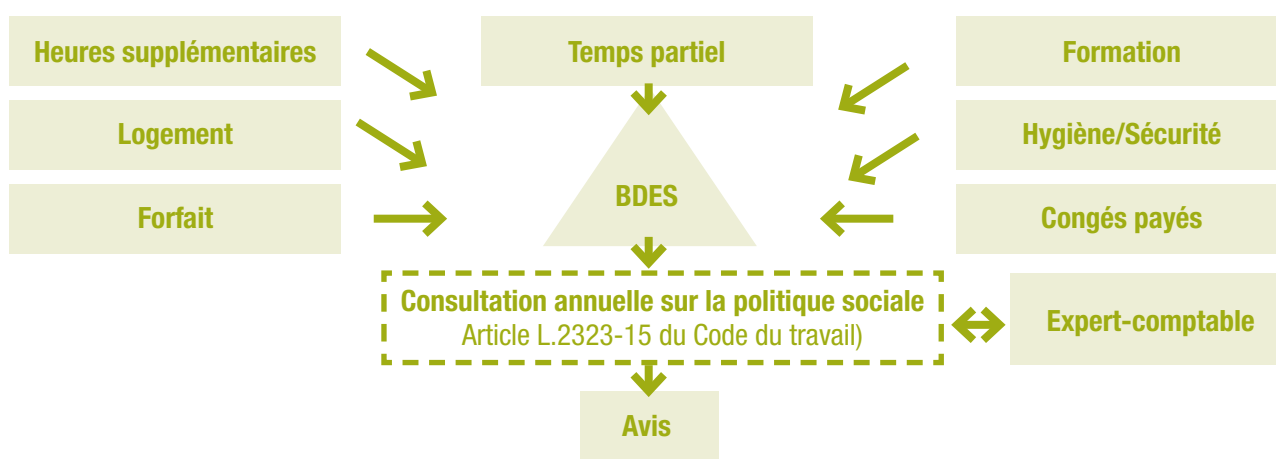 Heures supplémentaires
Temps partiel
Formation
Logement
Hygiène/Sécurité
BDES
Forfait
Congés payés
Consultation annuelle sur la politique sociale
Article L.2323-15 du Code du travail)
Expert-comptable
Avis